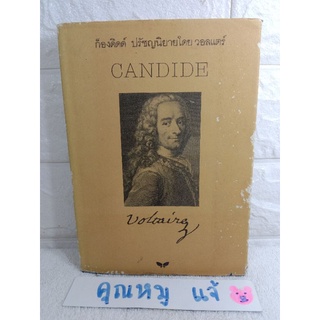 ก็องดิดด์ ปรัชญนิยายโดย วอลแตร์
CANDIDE
Voltaire
คุณหมู แจ้